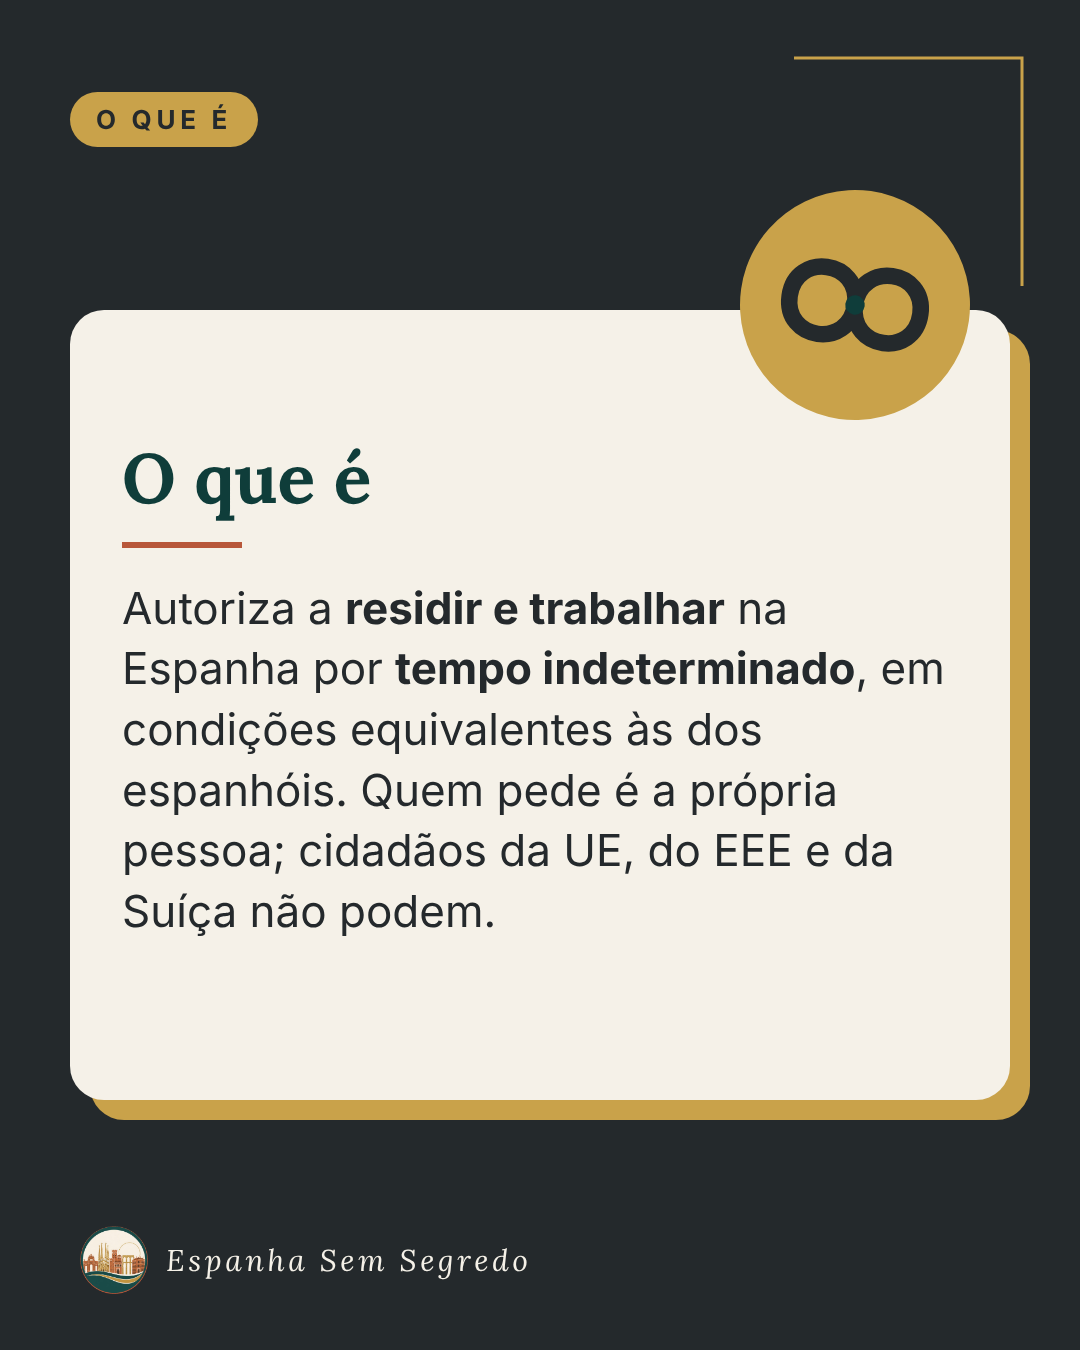 O QUE É
O que é
Autoriza a residir e trabalhar na
Espanha por tempo indeterminado, em
condições equivalentes às dos
espanhóis. Quem pede é a própria
pessoa; cidadãos da UE, do EEE e da
Suíça não podem.
Espanha Sem Segredo